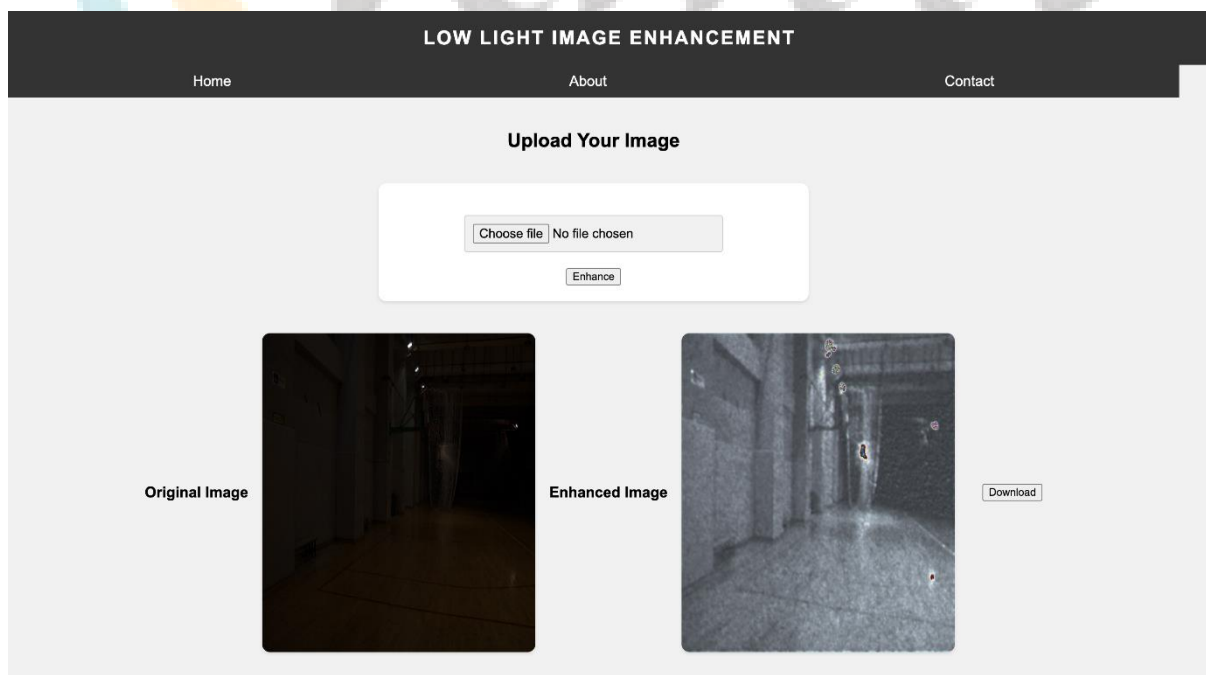 LOW LIGHT IMAGE ENHANCEMENT
Home About Contact
Upload Your Image
Choose file No file chosen
Enhance
Original Image Enhanced Image Download